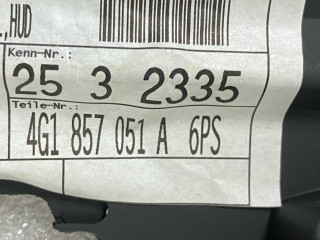 HUD
Kenn-Nr.:
25 3 2335
Teile-Nr.:
4G1 857 051 A 6PS